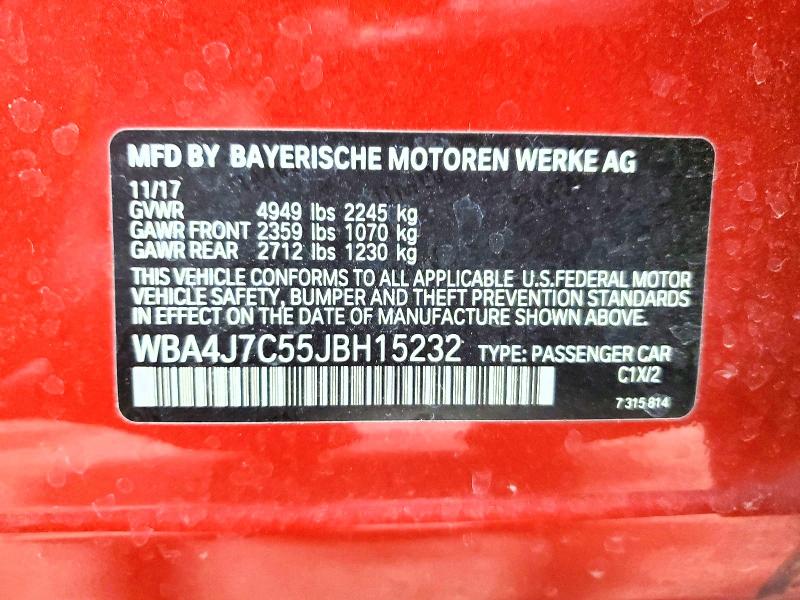 MFD BY BAYERISCHE MOTOREN WERKE AG
11/17
GVWR 4949 lbs 2245 kg
GAWR FRONT 2359 lbs 1070 kg
GAWR REAR 2712 lbs 1230 kg
THIS VEHICLE CONFORMS TO ALL APPLICABLE U.S.FEDERAL MOTOR
VEHICLE SAFETY, BUMPER AND THEFT PREVENTION STANDARDS
IN EFFECT ON THE DATE OF MANUFACTURE SHOWN ABOVE.
WBA4J7C55JBH15232 TYPE: PASSENGER CAR
C1X/2
7 315 814